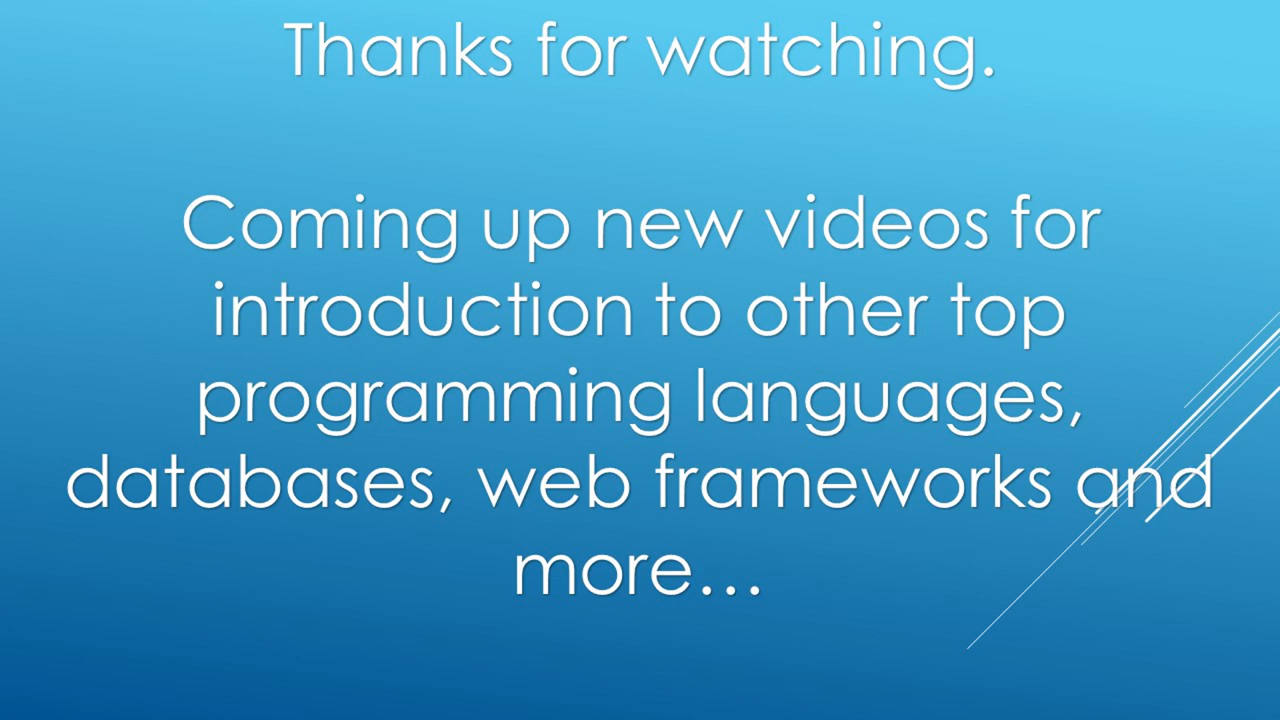 Thanks for watching.
Coming up new videos for
introduction to other top
programming languages,
databases, web frameworks and
more…